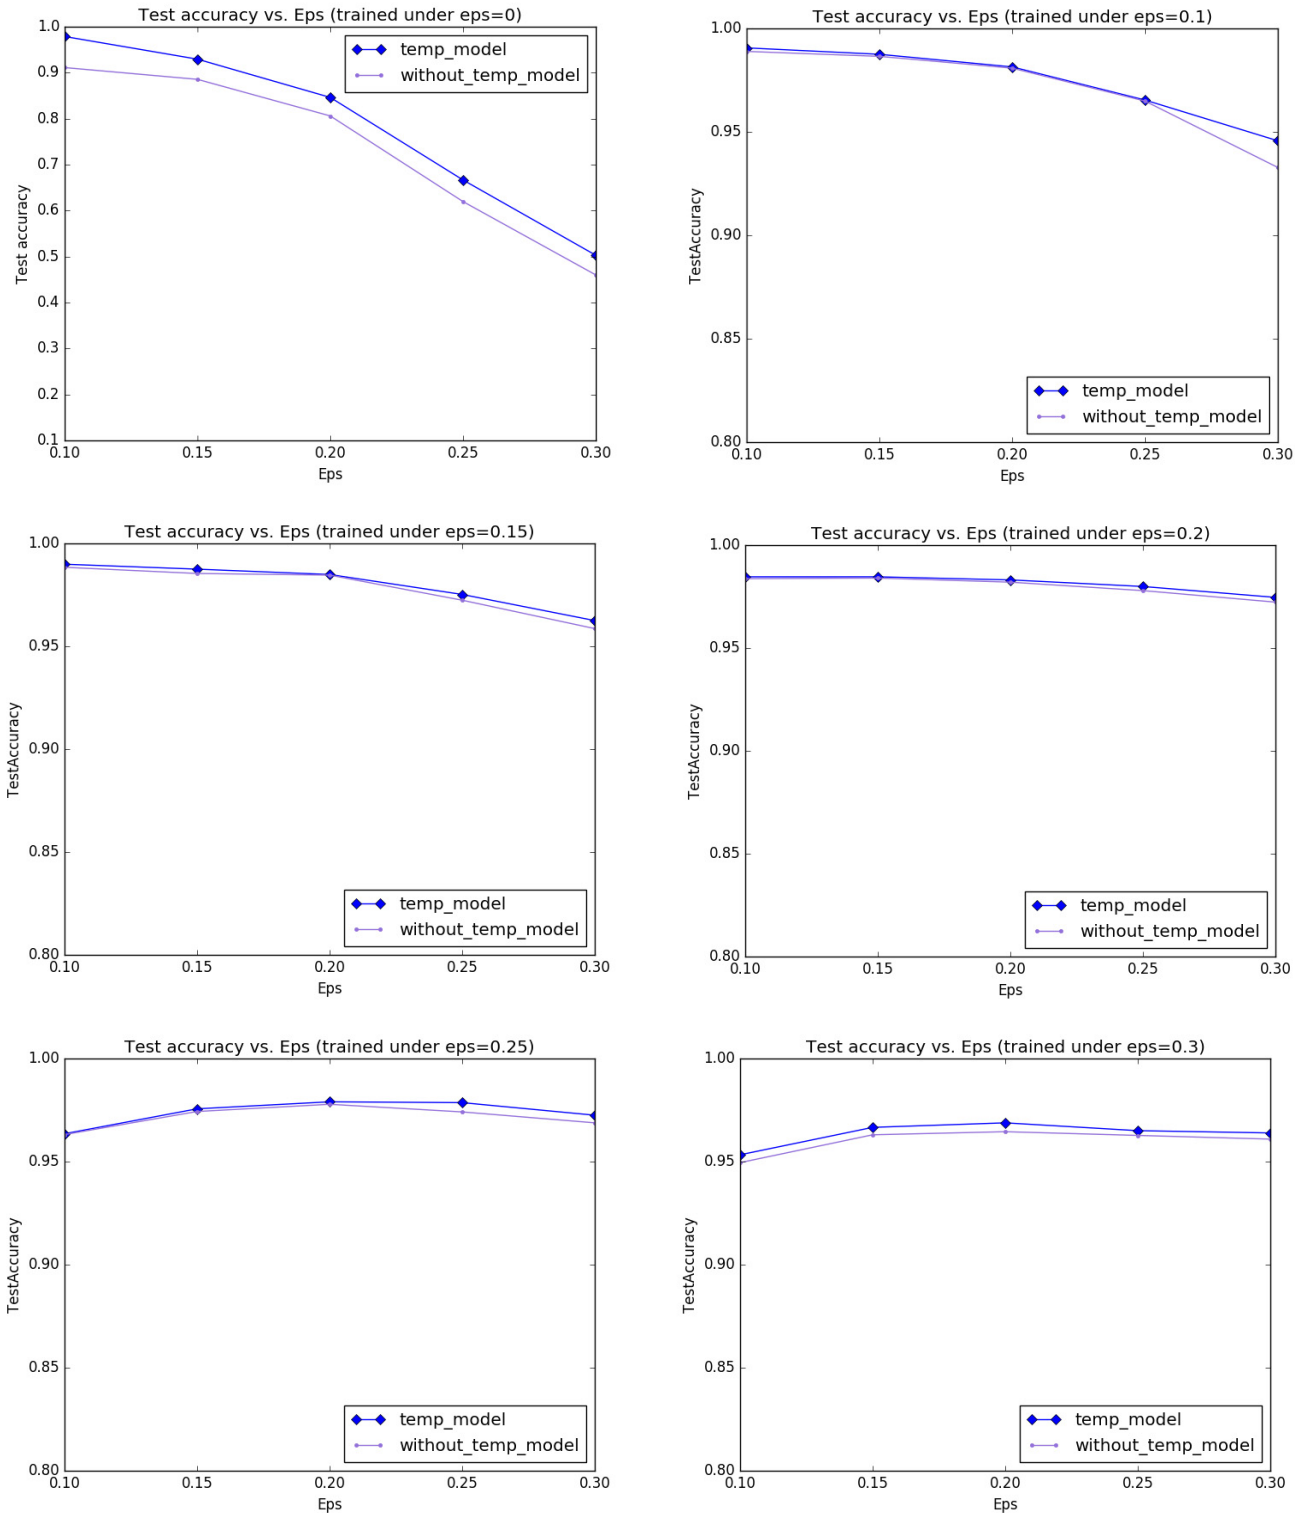 Test accuracy vs. Eps (trained under eps=0)
1.0
0.9
0.8
0.7
0.6
0.5
0.4
0.3
0.2
0.1
Test accuracy
temp_model
without_temp_model
0.10 0.15 0.20 0.25 0.30
Eps
Test accuracy vs. Eps (trained under eps=0.1)
1.00
0.95
0.90
0.85
0.80
TestAccuracy
temp_model
without_temp_model
0.10 0.15 0.20 0.25 0.30
Eps
Test accuracy vs. Eps (trained under eps=0.15)
1.00
0.95
0.90
0.85
0.80
TestAccuracy
temp_model
without_temp_model
0.10 0.15 0.20 0.25 0.30
Eps
Test accuracy vs. Eps (trained under eps=0.2)
1.00
0.95
0.90
0.85
0.80
TestAccuracy
temp_model
without_temp_model
0.10 0.15 0.20 0.25 0.30
Eps
Test accuracy vs. Eps (trained under eps=0.25)
1.00
0.95
0.90
0.85
0.80
TestAccuracy
temp_model
without_temp_model
0.10 0.15 0.20 0.25 0.30
Eps
Test accuracy vs. Eps (trained under eps=0.3)
1.00
0.95
0.90
0.85
0.80
TestAccuracy
temp_model
without_temp_model
0.10 0.15 0.20 0.25 0.30
Eps